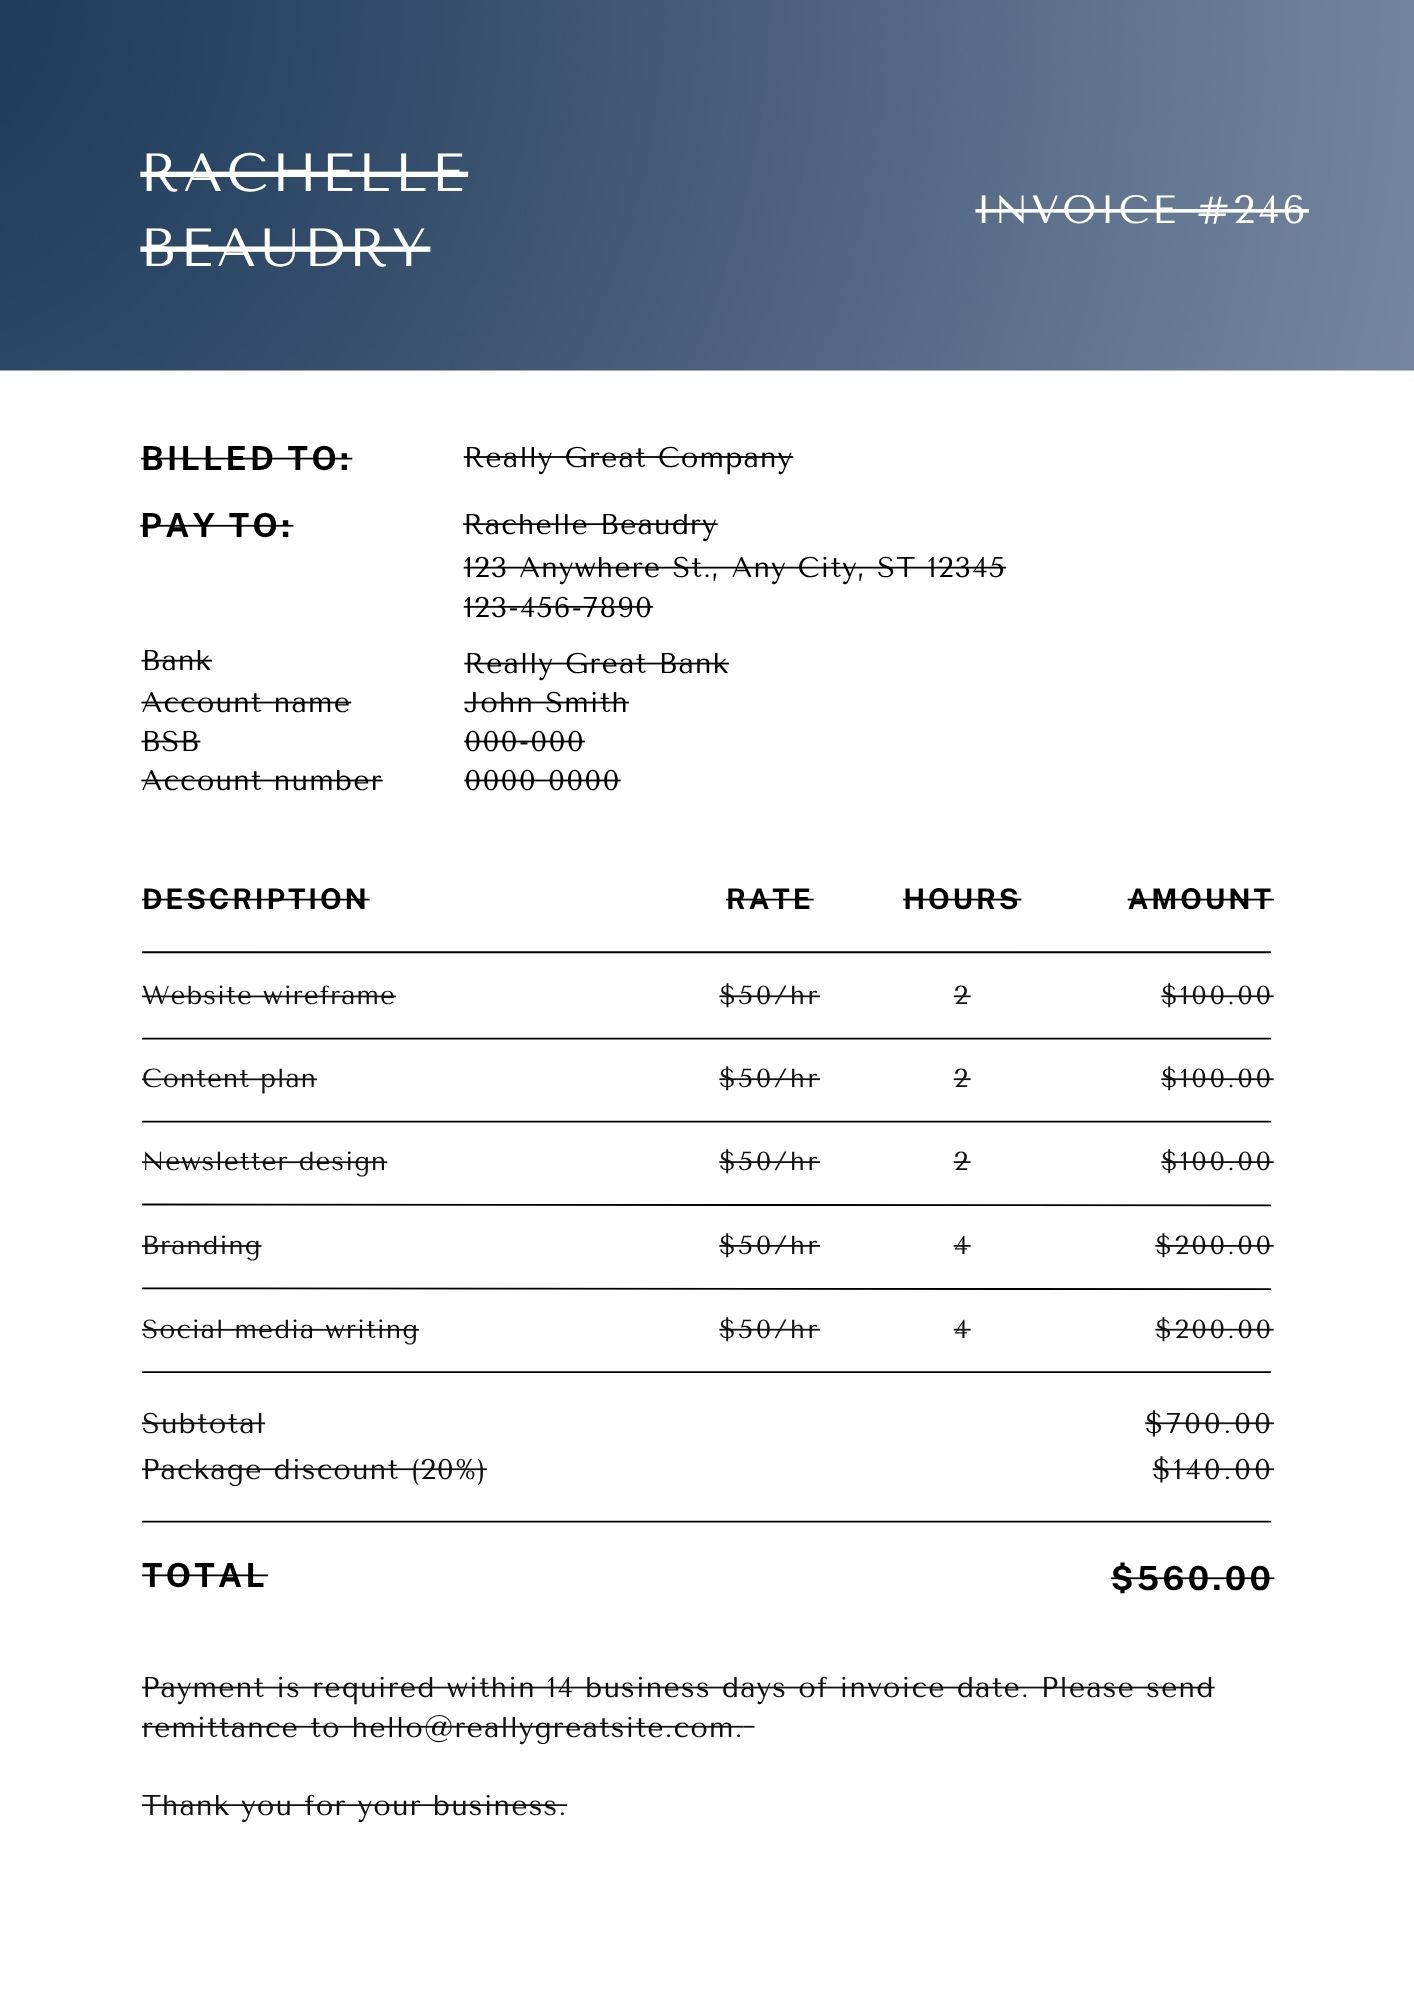 RACHELLE
BEAUDRY
INVOICE #246
BILLED TO: Really Great Company
PAY TO: Rachelle Beaudry
123 Anywhere St., Any City, ST 12345
123-456-7890
Bank Really Great Bank
Account name John Smith
BSB 000-000
Account number 0000 0000
DESCRIPTION RATE HOURS AMOUNT
Website wireframe $50/hr 2 $100.00
Content plan $50/hr 2 $100.00
Newsletter design $50/hr 2 $100.00
Branding $50/hr 4 $200.00
Social media writing $50/hr 4 $200.00
Subtotal $700.00
Package discount (20%) $140.00
TOTAL $560.00
Payment is required within 14 business days of invoice date. Please send
remittance to hello@reallygreatsite.com.
Thank you for your business.